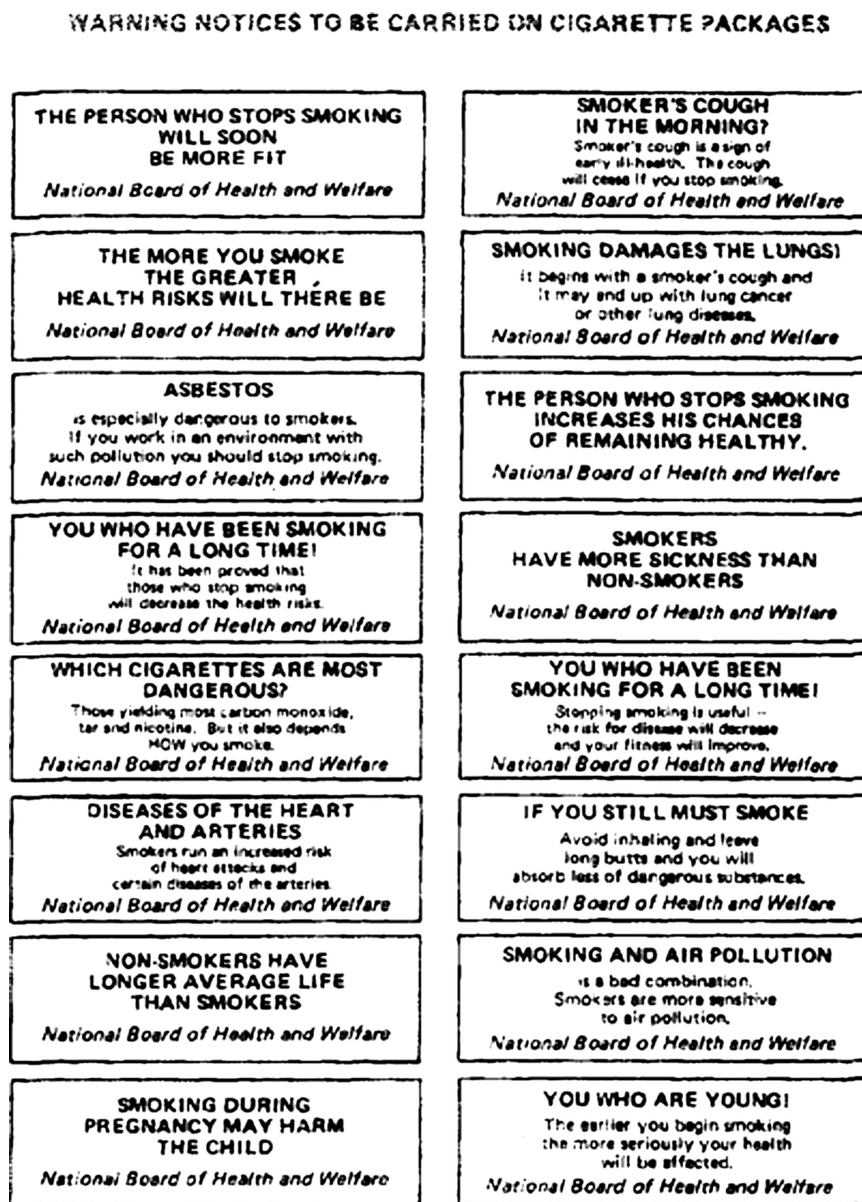 WARNING NOTICES TO BE CARRIED ON CIGARETTE PACKAGES
THE PERSON WHO STOPS SMOKING
WILL SOON
BE MORE FIT
National Board of Health and Welfare
SMOKER'S COUGH
IN THE MORNING?
Smoker's cough is a sign of
early ill-health. The cough
will cease if you stop smoking.
National Board of Health and Welfare
THE MORE YOU SMOKE
THE GREATER
HEALTH RISKS WILL THERE BE
National Board of Health and Welfare
SMOKING DAMAGES THE LUNGS!
It begins with a smoker's cough and
it may end up with lung cancer
or other lung diseases.
National Board of Health and Welfare
ASBESTOS
is especially dangerous to smokers.
If you work in an environment with
such pollution you should stop smoking.
National Board of Health and Welfare
THE PERSON WHO STOPS SMOKING
INCREASES HIS CHANCES
OF REMAINING HEALTHY.
National Board of Health and Welfare
YOU WHO HAVE BEEN SMOKING
FOR A LONG TIME!
It has been proved that
those who stop smoking
will decrease the health risks.
National Board of Health and Welfare
SMOKERS
HAVE MORE SICKNESS THAN
NON-SMOKERS
National Board of Health and Welfare
WHICH CIGARETTES ARE MOST
DANGEROUS?
Those yielding most carbon monoxide,
tar and nicotine. But it also depends
HOW you smoke.
National Board of Health and Welfare
YOU WHO HAVE BEEN
SMOKING FOR A LONG TIME!
Stopping smoking is useful --
the risk for disease will decrease
and your fitness will improve.
National Board of Health and Welfare
DISEASES OF THE HEART
AND ARTERIES
Smokers run an increased risk
of heart attacks and
certain diseases of the arteries.
National Board of Health and Welfare
IF YOU STILL MUST SMOKE
Avoid inhaling and leave
long butts and you will
absorb less of dangerous substances.
National Board of Health and Welfare
NON-SMOKERS HAVE
LONGER AVERAGE LIFE
THAN SMOKERS
National Board of Health and Welfare
SMOKING AND AIR POLLUTION
is a bad combination.
Smokers are more sensitive
to air pollution.
National Board of Health and Welfare
SMOKING DURING
PREGNANCY MAY HARM
THE CHILD
National Board of Health and Welfare
YOU WHO ARE YOUNG!
The earlier you begin smoking
the more seriously your health
will be affected.
National Board of Health and Welfare